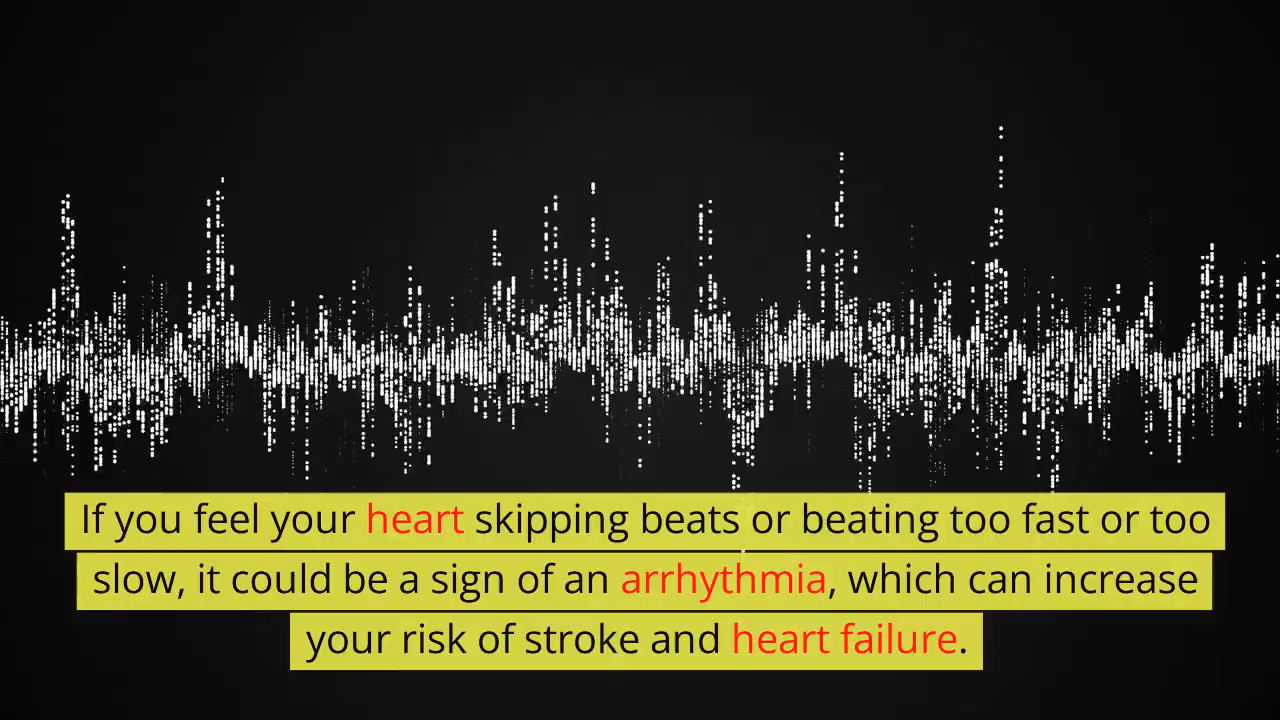 If you feel your heart skipping beats or beating too fast or too
slow, it could be a sign of an arrhythmia, which can increase
your risk of stroke and heart failure.